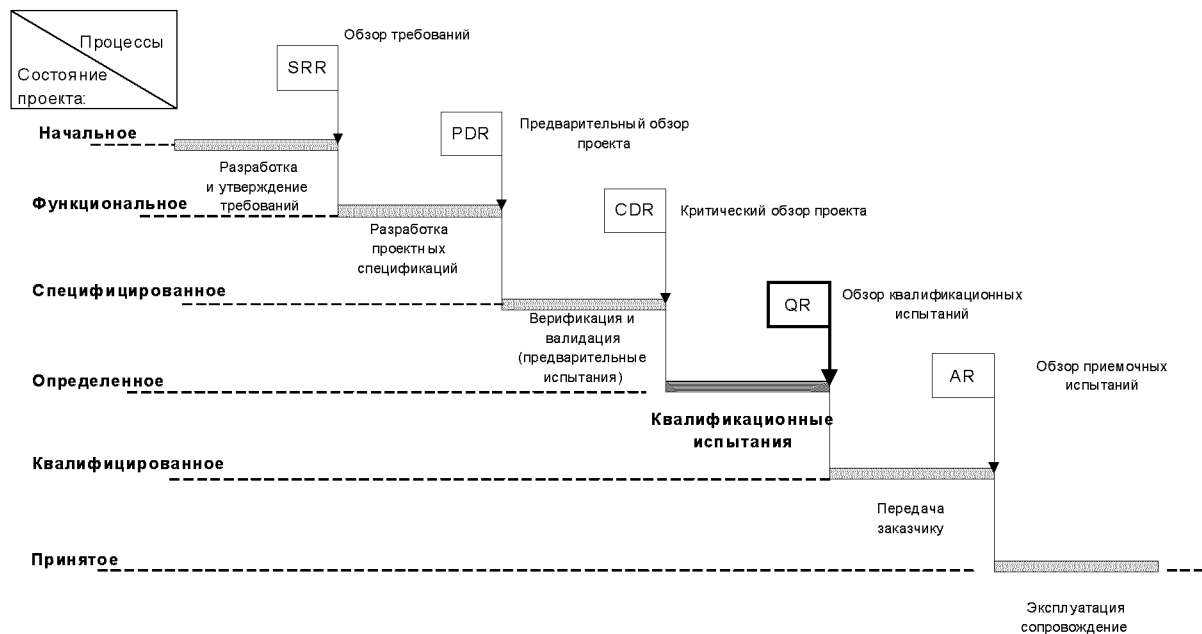 Процессы
Состояние
проекта:
Обзор требований
SRR
Начальное
PDR
Предварительный обзор
проекта
Разработка
и утверждение
требований
Функциональное
CDR
Критический обзор проекта
Разработка
проектных
спецификаций
Специфицированное
QR
Обзор квалификационных
испытаний
Верификация и
валидация
(предварительные
испытания)
Определенное
AR
Обзор приемочных
испытаний
Квалификационные
испытания
Квалифицированное
Передача
заказчику
Принятое
Эксплуатация
сопровождение